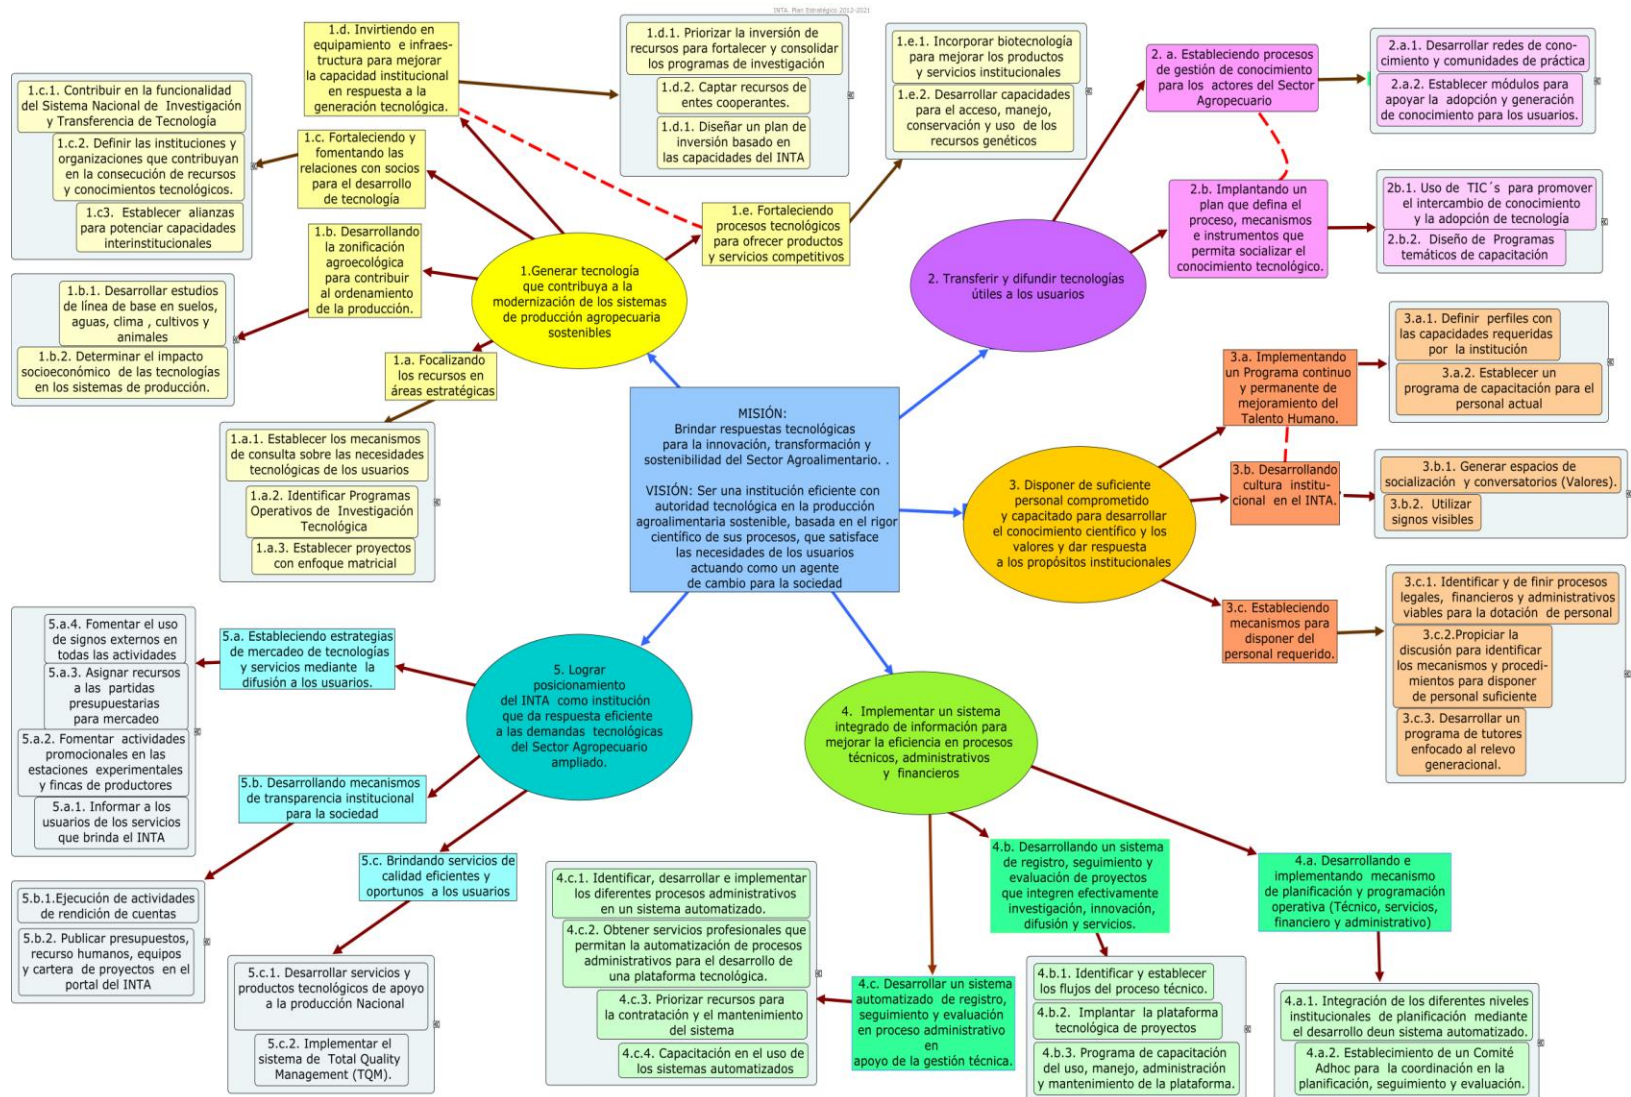 INTA. Plan Estratégico 2012-2021
1.d. Invirtiendo en
equipamiento e infraes-
tructura para mejorar
la capacidad institucional
en respuesta a la
generación tecnológica.
1.d.1. Priorizar la inversión de
recursos para fortalecer y consolidar
los programas de investigación
1.d.2. Captar recursos de
entes cooperantes.
1.d.1. Diseñar un plan de
inversión basado en
las capacidades del INTA
1.e.1. Incorporar biotecnología
para mejorar los productos
y servicios institucionales
1.e.2. Desarrollar capacidades
para el acceso, manejo,
conservación y uso de los
recursos genéticos
2. a. Estableciendo procesos
de gestión de conocimiento
para los actores del Sector
Agropecuario
2.a.1. Desarrollar redes de cono-
cimiento y comunidades de práctica
2.a.2. Establecer módulos para
apoyar la adopción y generación
de conocimiento para los usuarios.
1.c.1. Contribuir en la funcionalidad
del Sistema Nacional de Investigación
y Transferencia de Tecnología
1.c.2. Definir las instituciones y
organizaciones que contribuyan
en la consecución de recursos
y conocimientos tecnológicos.
1.c3. Establecer alianzas
para potenciar capacidades
interinstitucionales
1.c. Fortaleciendo y
fomentando las
relaciones con socios
para el desarrollo
de tecnología
1.e. Fortaleciendo
procesos tecnológicos
para ofrecer productos
y servicios competitivos
2.b. Implantando un
plan que defina el
proceso, mecanismos
e instrumentos que
permita socializar el
conocimiento tecnológico.
2b.1. Uso de TIC´s para promover
el intercambio de conocimiento
y la adopción de tecnología
2.b.2. Diseño de Programas
temáticos de capacitación
1.b. Desarrollando
la zonificación
agroecológica
para contribuir
al ordenamiento
de la producción.
1.Generar tecnología
que contribuya a la
modernización de los sistemas
de producción agropecuaria
sostenibles
2. Transferir y difundir tecnologías
útiles a los usuarios
1.b.1. Desarrollar estudios
de línea de base en suelos,
aguas, clima , cultivos y
animales
1.b.2. Determinar el impacto
socioeconómico de las tecnologías
en los sistemas de producción.
1.a. Focalizando
los recursos en
áreas estratégicas
3.a. Implementando
un Programa continuo
y permanente de
mejoramiento del
Talento Humano.
3.a.1. Definir perfiles con
las capacidades requeridas
por la institución
3.a.2. Establecer un
programa de capacitación para el
personal actual
1.a.1. Establecer los mecanismos
de consulta sobre las necesidades
tecnológicas de los usuarios
1.a.2. Identificar Programas
Operativos de Investigación
Tecnológica
1.a.3. Establecer proyectos
con enfoque matricial
MISIÓN:
Brindar respuestas tecnológicas
para la innovación, transformación y
sostenibilidad del Sector Agroalimentario. .
VISIÓN: Ser una institución eficiente con
autoridad tecnológica en la producción
agroalimentaria sostenible, basada en el rigor
científico de sus procesos, que satisface
las necesidades de los usuarios
actuando como un agente
de cambio para la sociedad
3. Disponer de suficiente
personal comprometido
y capacitado para desarrollar
el conocimiento científico y los
valores y dar respuesta
a los propósitos institucionales
3.b. Desarrollando
cultura institu-
cional en el INTA.
3.b.1. Generar espacios de
socialización y conversatorios (Valores).
3.b.2. Utilizar
signos visibles
3.c. Estableciendo
mecanismos para
disponer del
personal requerido.
3.c.1. Identificar y de finir procesos
legales, financieros y administrativos
viables para la dotación de personal
3.c.2.Propiciar la
discusión para identificar
los mecanismos y procedi-
mientos para disponer
de personal suficiente
3.c.3. Desarrollar un
programa de tutores
enfocado al relevo
generacional.
5.a.4. Fomentar el uso
de signos externos en
todas las actividades
5.a.3. Asignar recursos
a las partidas
presupuestarias
para mercadeo
5.a.2. Fomentar actividades
promocionales en las
estaciones experimentales
y fincas de productores
5.a.1. Informar a los
usuarios de los servicios
que brinda el INTA
5.a. Estableciendo estrategias
de mercadeo de tecnologías
y servicios mediante la
difusión a los usuarios.
5. Lograr
posicionamiento
del INTA como institución
que da respuesta eficiente
a las demandas tecnológicas
del Sector Agropecuario
ampliado.
4. Implementar un sistema
integrado de información para
mejorar la eficiencia en procesos
técnicos, administrativos
y financieros
5.b. Desarrollando mecanismos
de transparencia institucional
para la sociedad
5.c. Brindando servicios de
calidad eficientes y
oportunos a los usuarios
5.b.1.Ejecución de actividades
de rendición de cuentas
5.b.2. Publicar presupuestos,
recurso humanos, equipos
y cartera de proyectos en el
portal del INTA
5.c.1. Desarrollar servicios y
productos tecnológicos de apoyo
a la producción Nacional
5.c.2. Implementar el
sistema de Total Quality
Management (TQM).
4.c.1. Identificar, desarrollar e implementar
los diferentes procesos administrativos
en un sistema automatizado.
4.c.2. Obtener servicios profesionales que
permitan la automatización de procesos
administrativos para el desarrollo de
una plataforma tecnológica.
4.c.3. Priorizar recursos para
la contratación y el mantenimiento
del sistema
4.c.4. Capacitación en el uso de
los sistemas automatizados
4.c. Desarrollar un sistema
automatizado de registro,
seguimiento y evaluación
en proceso administrativo
en
apoyo de la gestión técnica.
4.b. Desarrollando un sistema
de registro, seguimiento y
evaluación de proyectos
que integren efectivamente
investigación, innovación,
difusión y servicios.
4.b.1. Identificar y establecer
los flujos del proceso técnico.
4.b.2. Implantar la plataforma
tecnológica de proyectos
4.b.3. Programa de capacitación
del uso, manejo, administración
y mantenimiento de la plataforma.
4.a. Desarrollando e
implementando mecanismo
de planificación y programación
operativa (Técnico, servicios,
financiero y administrativo)
4.a.1. Integración de los diferentes niveles
institucionales de planificación mediante
el desarrollo deun sistema automatizado.
4.a.2. Establecimiento de un Comité
Adhoc para la coordinación en la
planificación, seguimiento y evaluación.